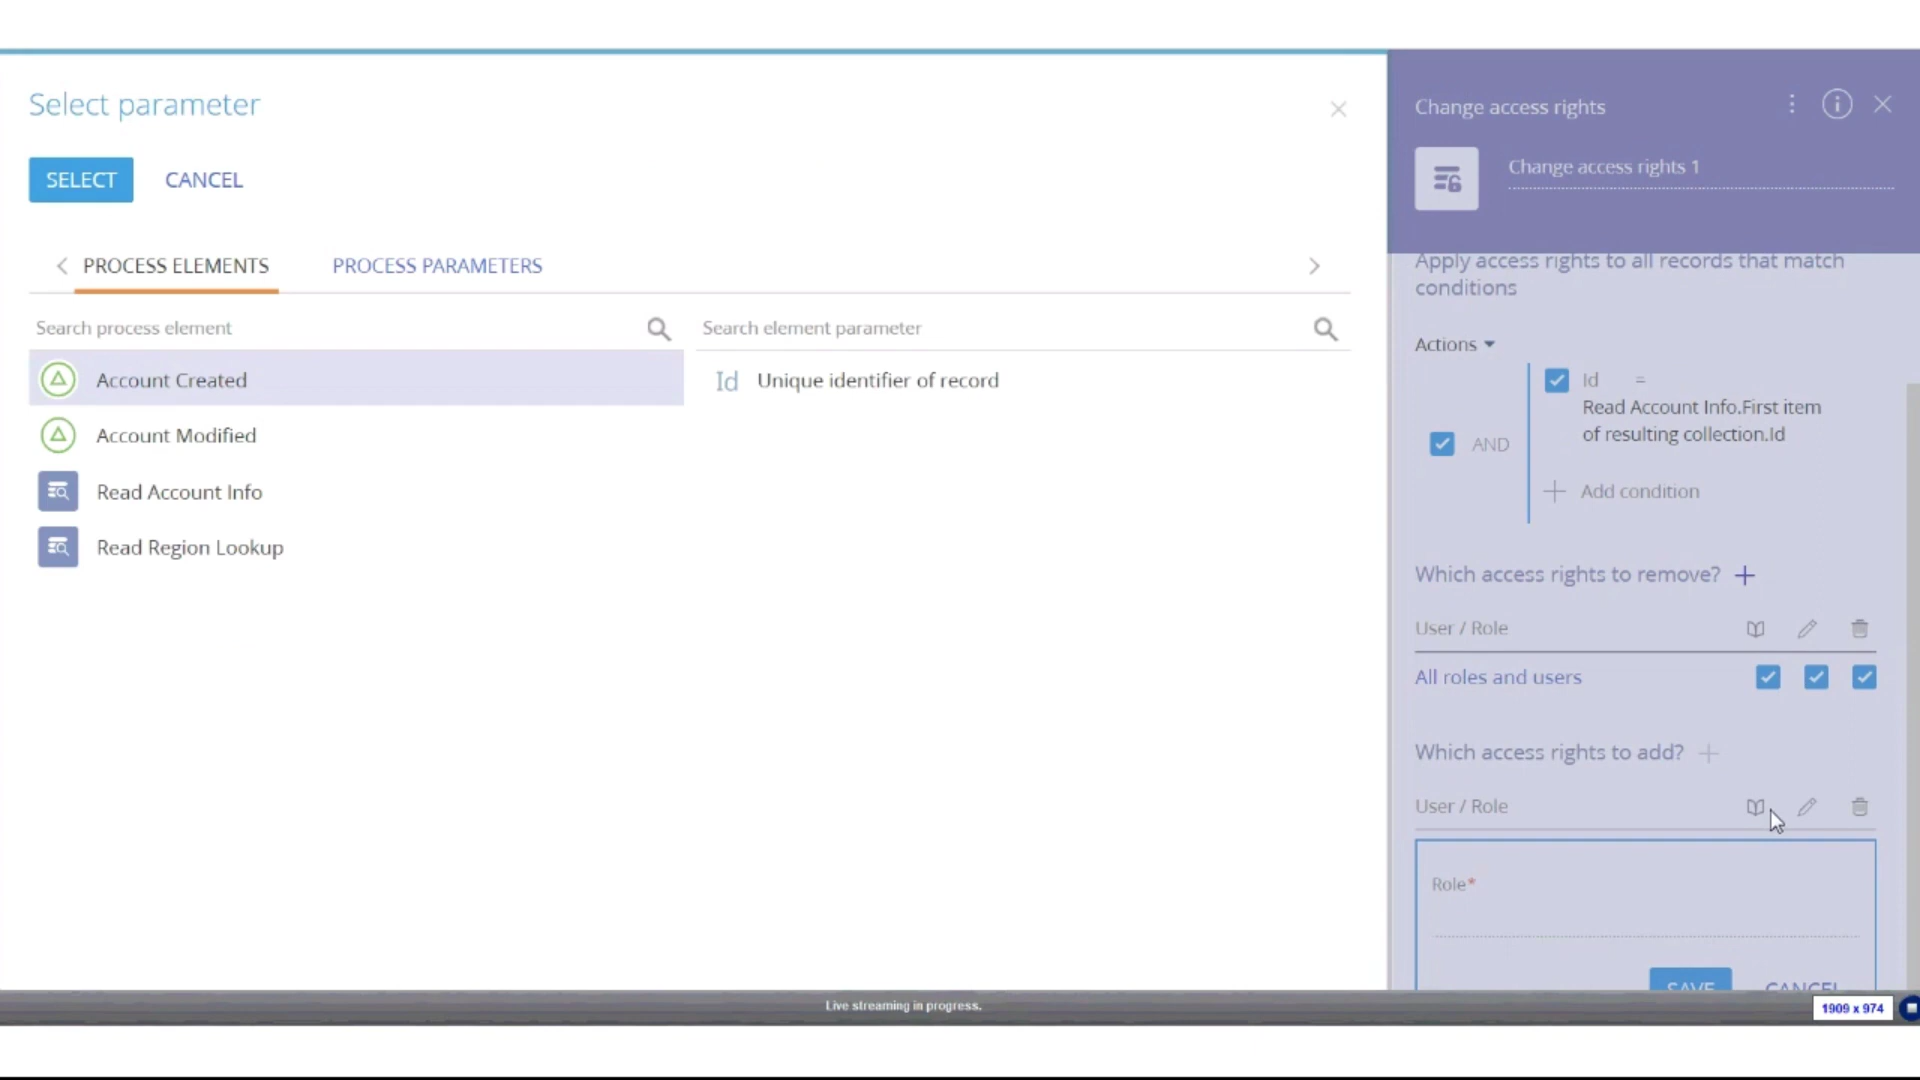 Select parameter
SELECT
CANCEL
PROCESS ELEMENTS
PROCESS PARAMETERS
Search process element
Search element parameter
Account Created
Account Modified
Read Account Info
Read Region Lookup
Id Unique identifier of record
Change access rights
Change access rights 1
Apply access rights to all records that match
conditions
Actions
Id =
Read Account Info.First item
of resulting collection.Id
AND
Add condition
Which access rights to remove?
User / Role
All roles and users
Which access rights to add?
User / Role
Role*
SAVE
CANCEL
Live streaming in progress.
1909 x 974